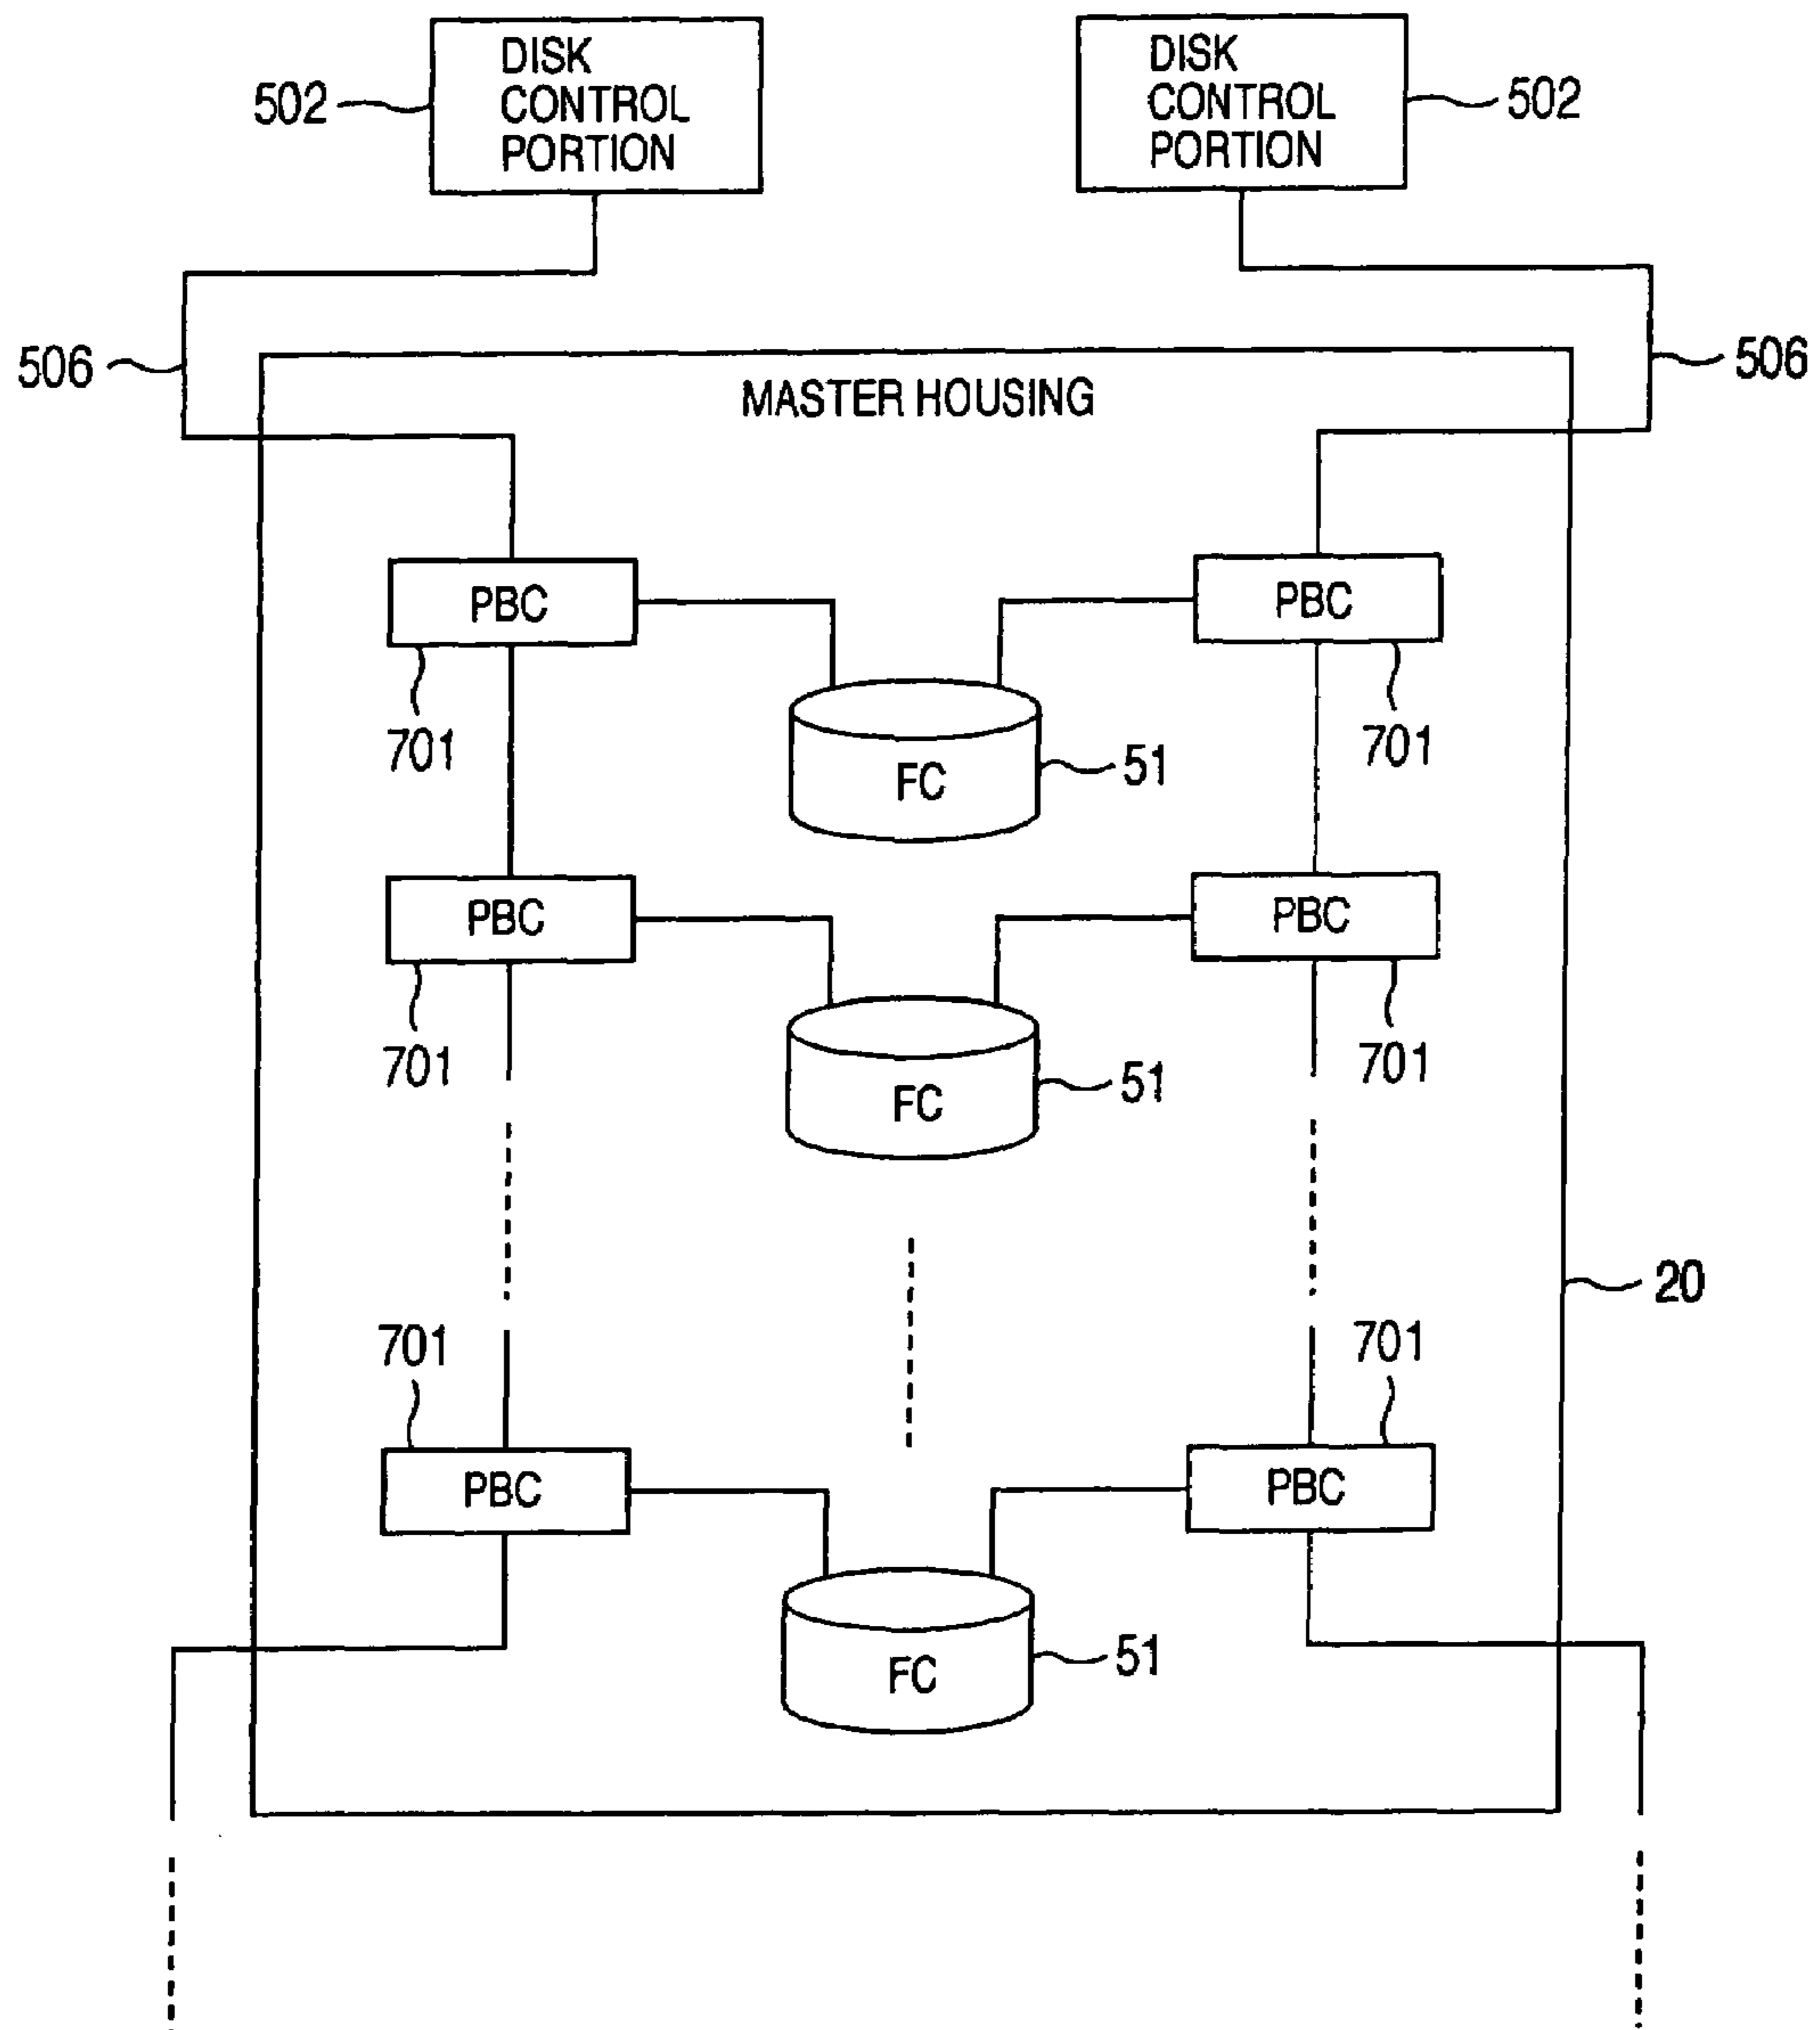 DISK
CONTROL
PORTION
502
DISK
CONTROL
PORTION
502
506
506
MASTER HOUSING
PBC
PBC
701
701
FC
51
PBC
PBC
701
701
FC
51
20
701
701
PBC
PBC
FC
51